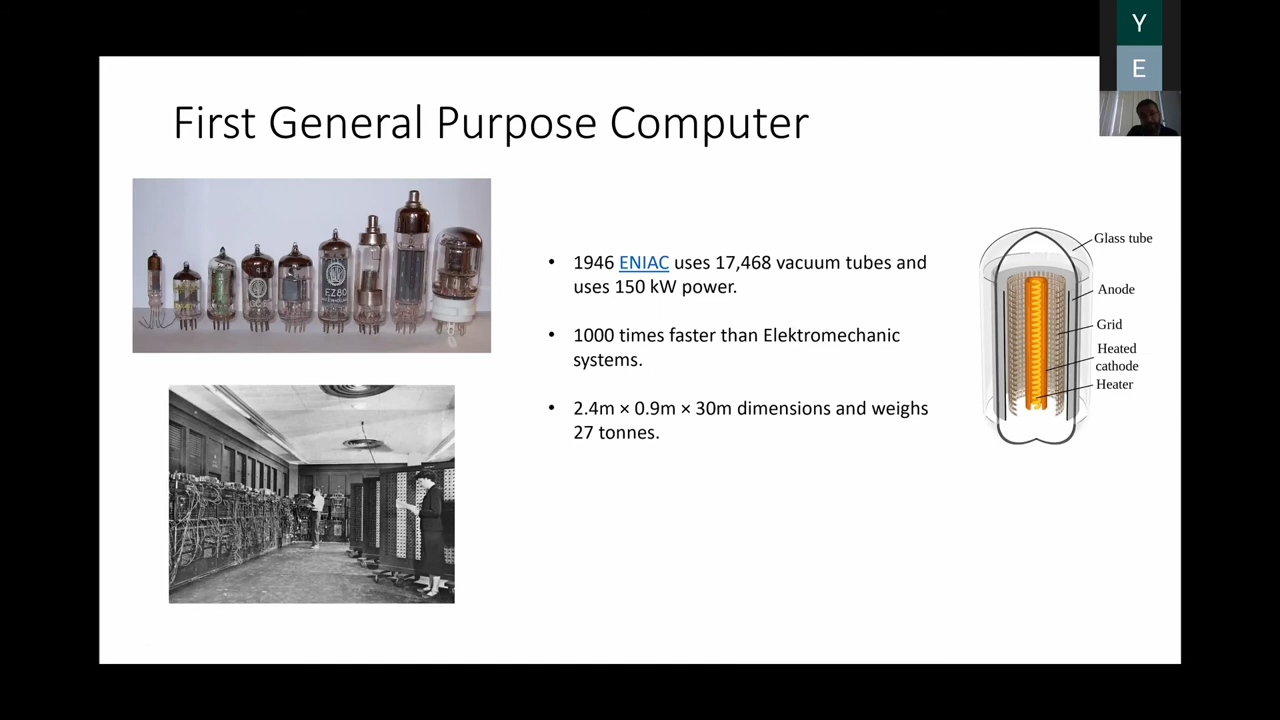 Y
E
First General Purpose Computer
EZ80
• 1946 ENIAC uses 17,468 vacuum tubes and
uses 150 kW power.
• 1000 times faster than Elektromechanic
systems.
• 2.4m × 0.9m × 30m dimensions and weighs
27 tonnes.
Glass tube
Anode
Grid
Heated
cathode
Heater